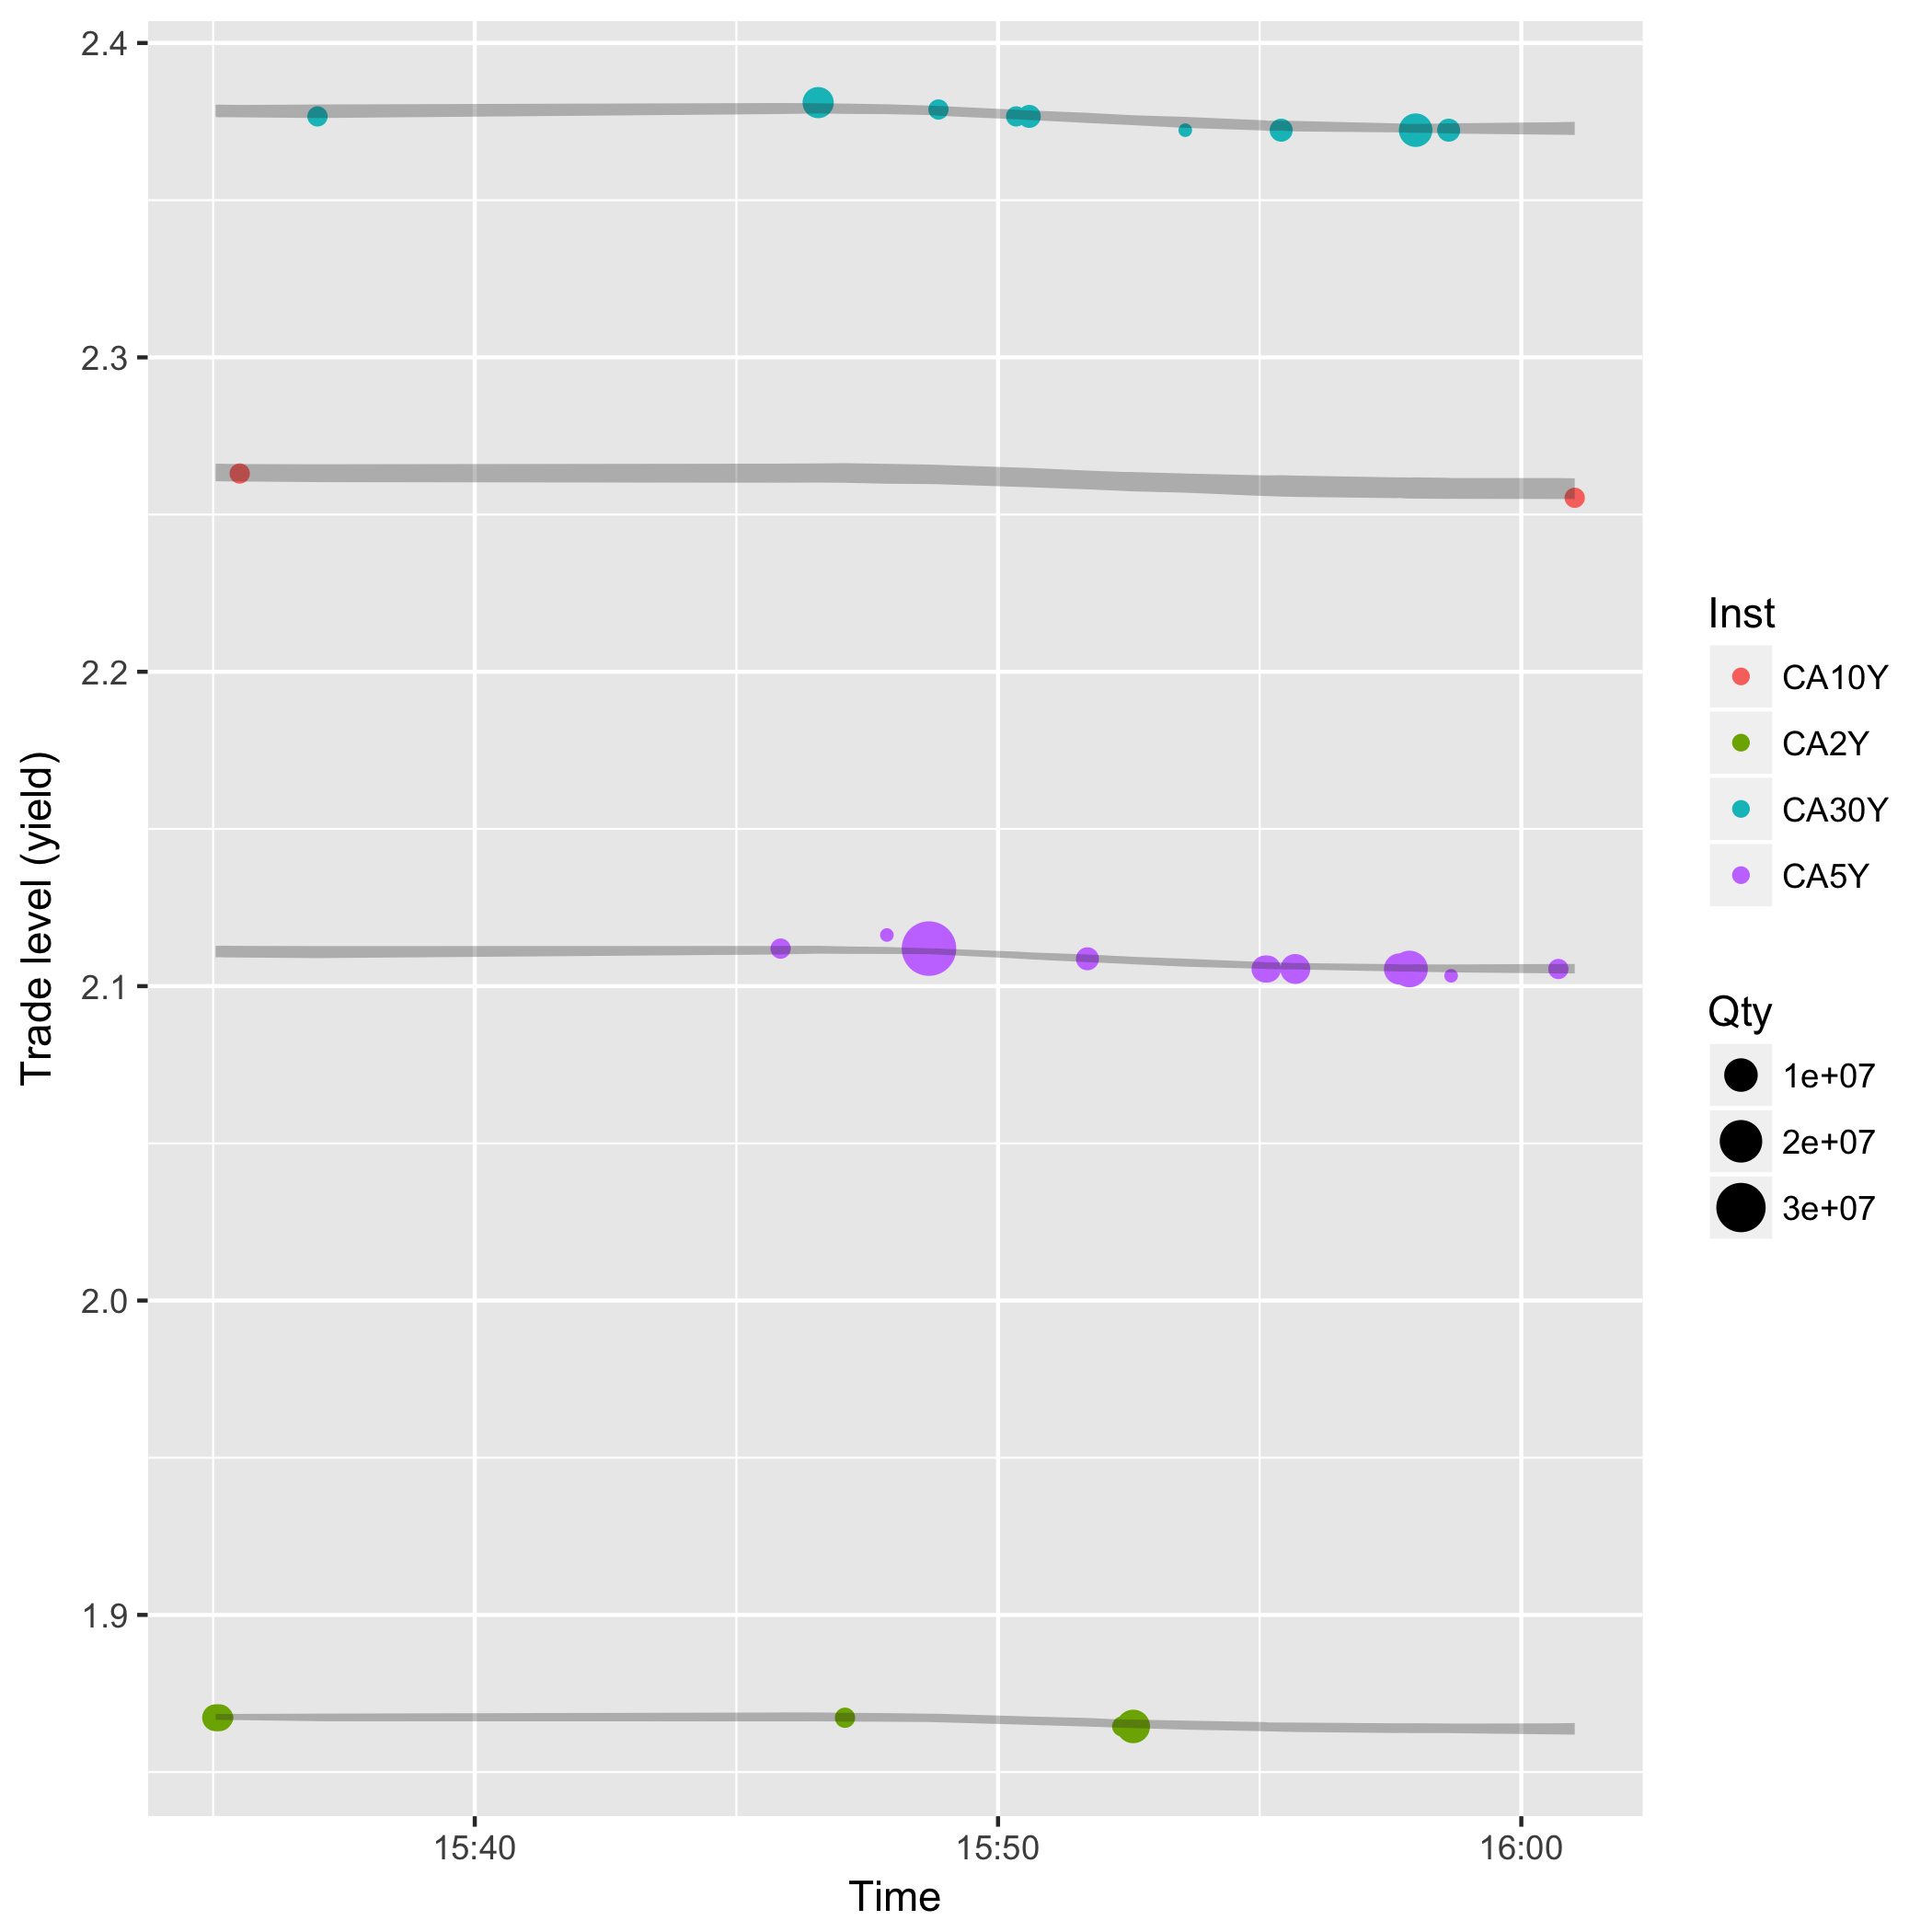 2.4
2.3
2.2
2.1
2.0
1.9
Trade level (yield)
15:40
15:50
16:00
Time
Inst
CA10Y
CA2Y
CA30Y
CA5Y
Qty
1e+07
2e+07
3e+07